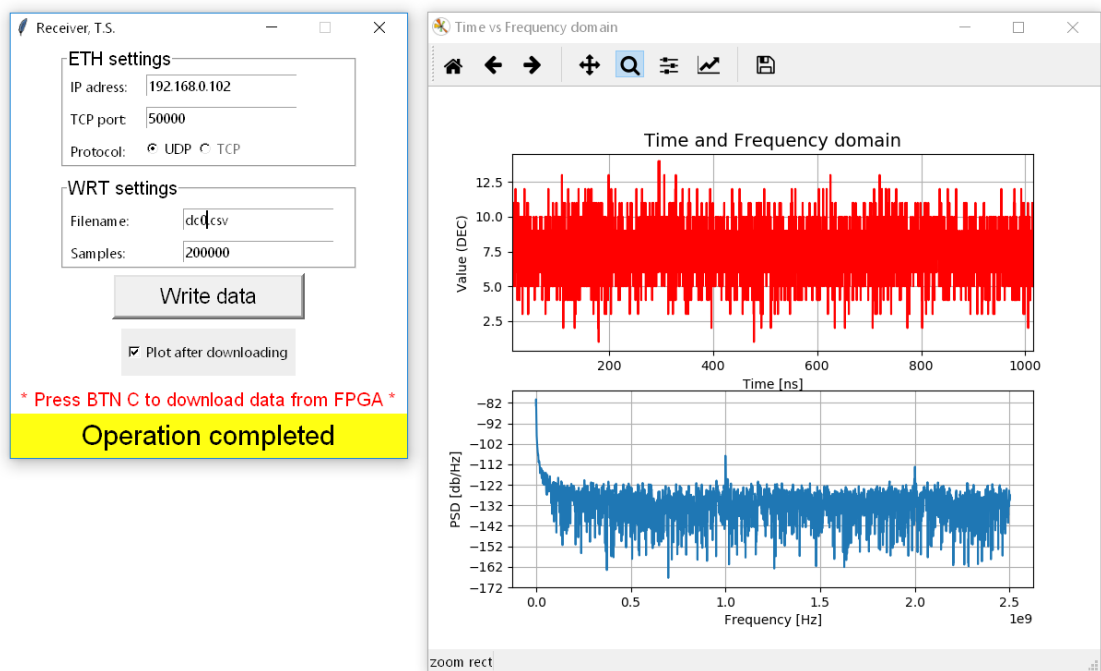 Receiver, T.S.
ETH settings
IP adress: 192.168.0.102
TCP port: 50000
Protocol: UDP TCP
WRT settings
Filename: dc0.csv
Samples: 200000
Write data
Plot after downloading
* Press BTN C to download data from FPGA *
Operation completed
Time vs Frequency domain
Time and Frequency domain
Value (DEC)
12.5
10.0
7.5
5.0
2.5
200 400 600 800 1000
Time [ns]
PSD [db/Hz]
−82
−92
−102
−112
−122
−132
−142
−152
−162
−172
0.0 0.5 1.0 1.5 2.0 2.5
1e9
Frequency [Hz]
zoom rect